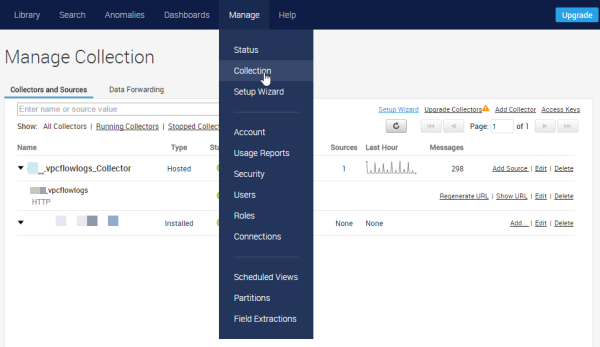 Library Search Anomalies Dashboards Manage Help Upgrade
Manage Collection
Status
Collection
Setup Wizard
Account
Usage Reports
Security
Users
Roles
Connections
Scheduled Views
Partitions
Field Extractions
Collectors and Sources Data Forwarding
Enter name or source value
Setup Wizard Upgrade Collectors Add Collector Access Keys
Show: All Collectors | Running Collectors | Stopped
Page: 1 of 1
Name Type Sources Last Hour Messages
_.vpcflowlogs_Collector Hosted 1 298 Add Source | Edit | Delete
.vpcflowlogs Regenerate URL | Show URL | Edit | Delete
HTTP
Installed None None Add... | Edit | Delete